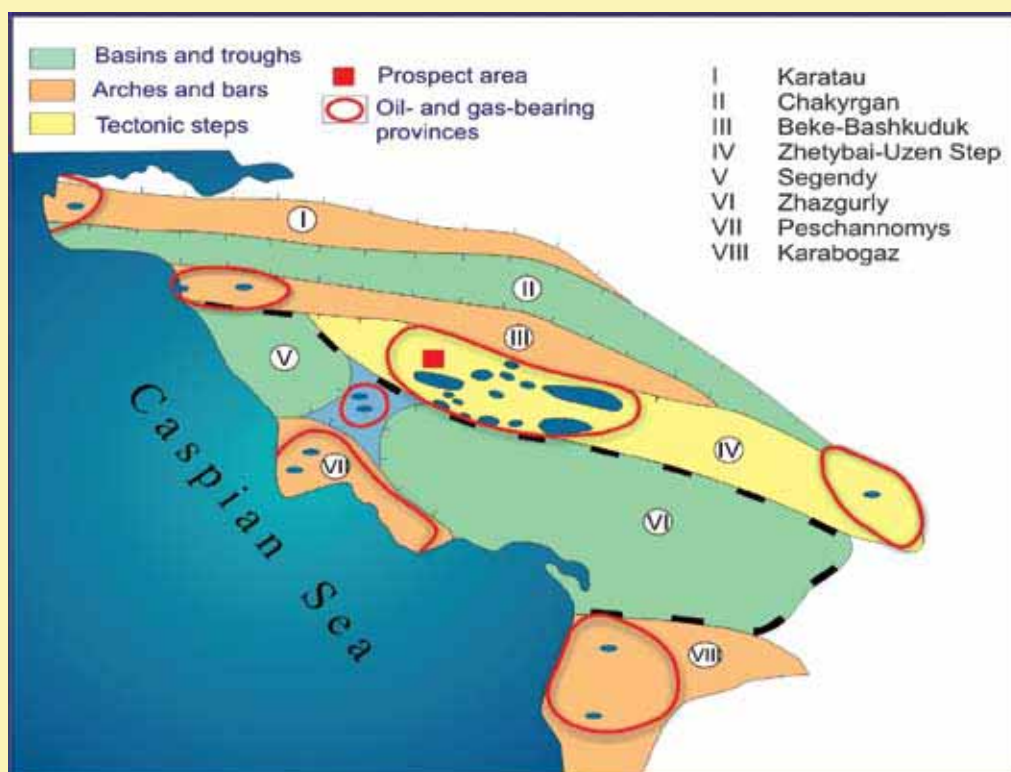 Basins and troughs
Arches and bars
Tectonic steps
Prospect area
Oil- and gas-bearing
provinces
I Karatau
II Chakyrgan
III Beke-Bashkuduk
IV Zhetybai-Uzen Step
V Segendy
VI Zhazgurly
VII Peschannomys
VIII Karabogaz
I
II
III
V
IV
VII
VI
VIII
Caspian Sea